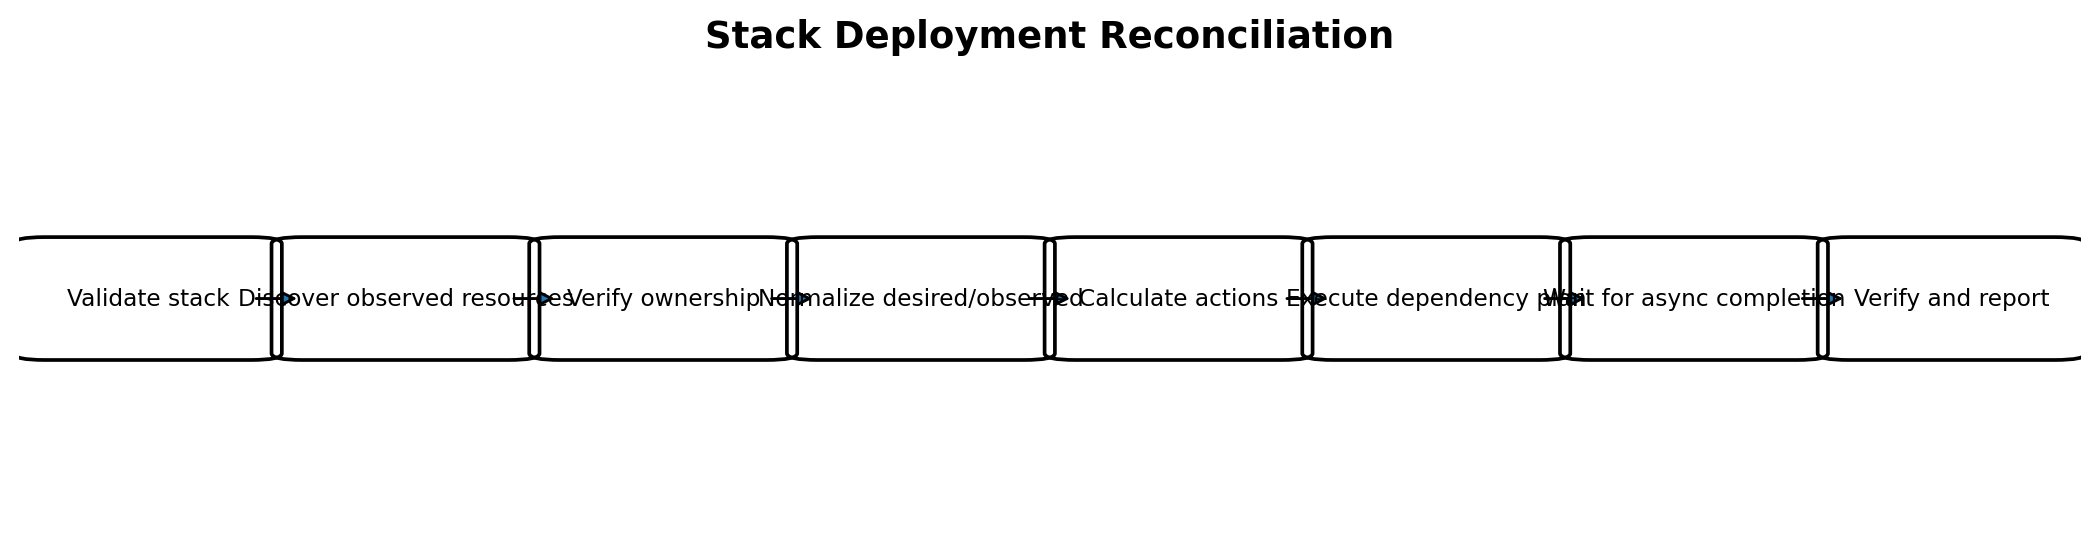 Stack Deployment Reconciliation
Validate stack
Discover observed resources
Verify ownership
Normalize desired/observed
Calculate actions
Execute dependency plan
Wait for async completion
Verify and report